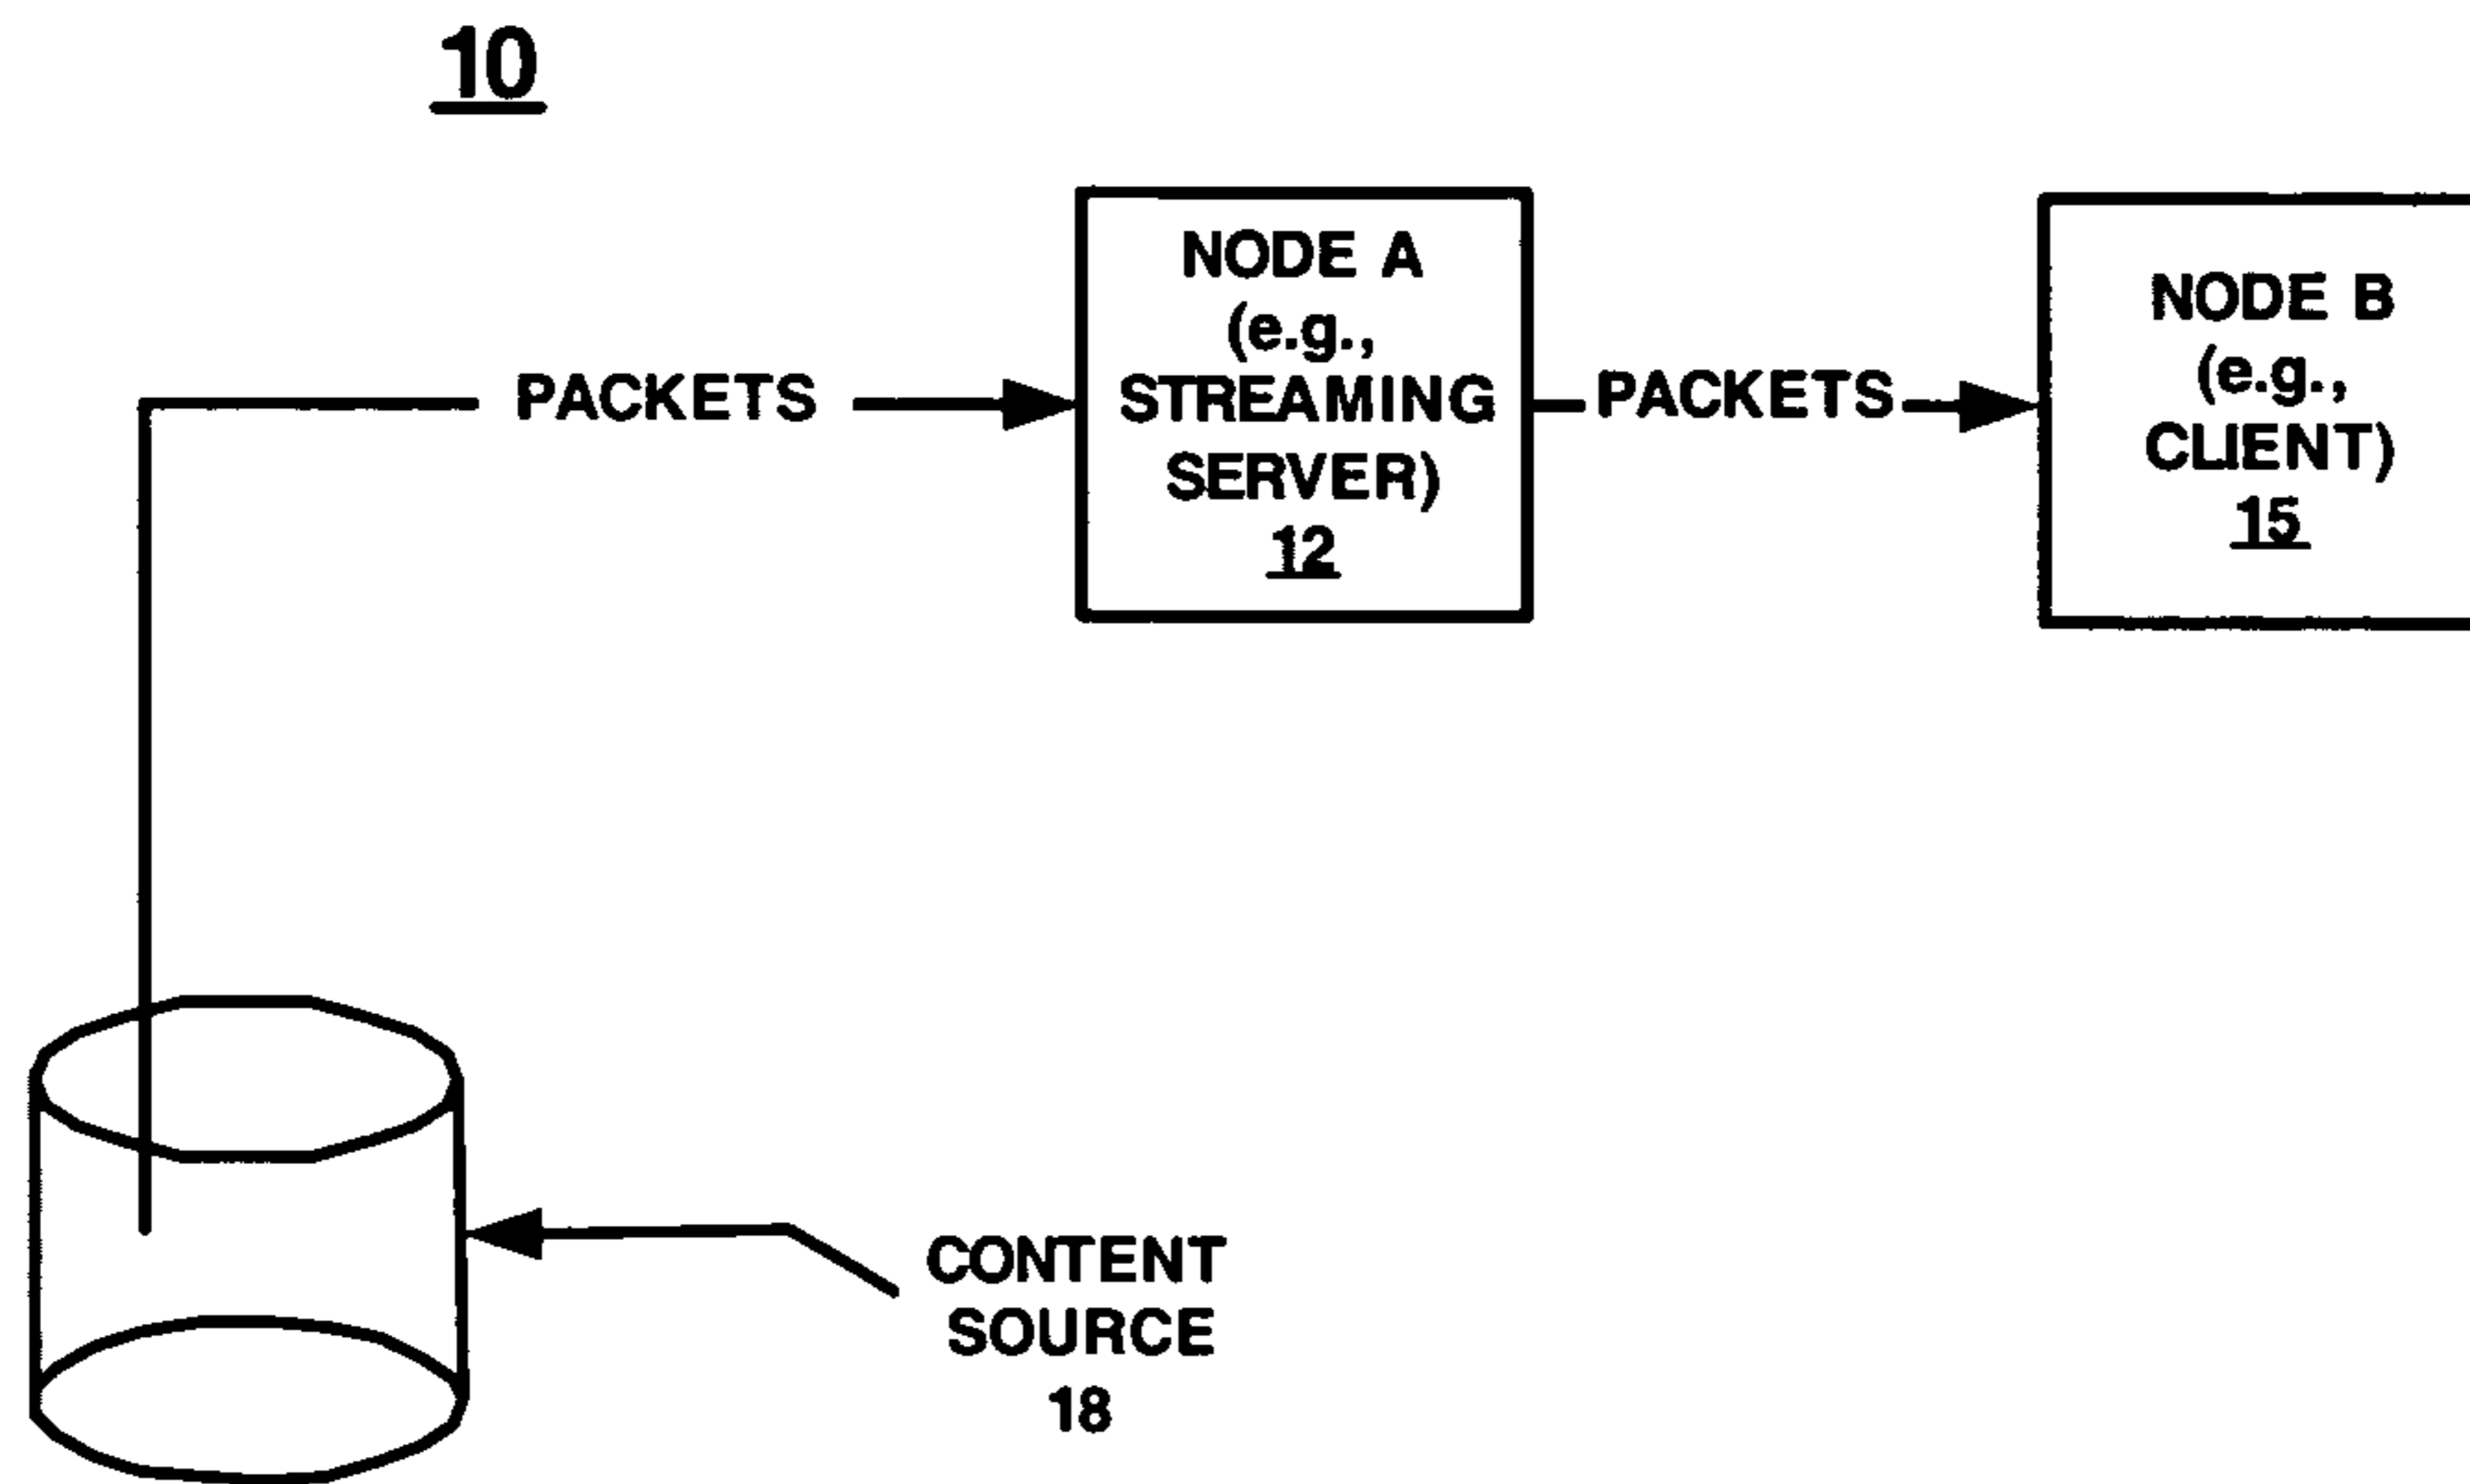 10
PACKETS
NODE A
(e.g.,
STREAMING
SERVER)
12
PACKETS
NODE B
(e.g.,
CLIENT)
15
CONTENT
SOURCE
18